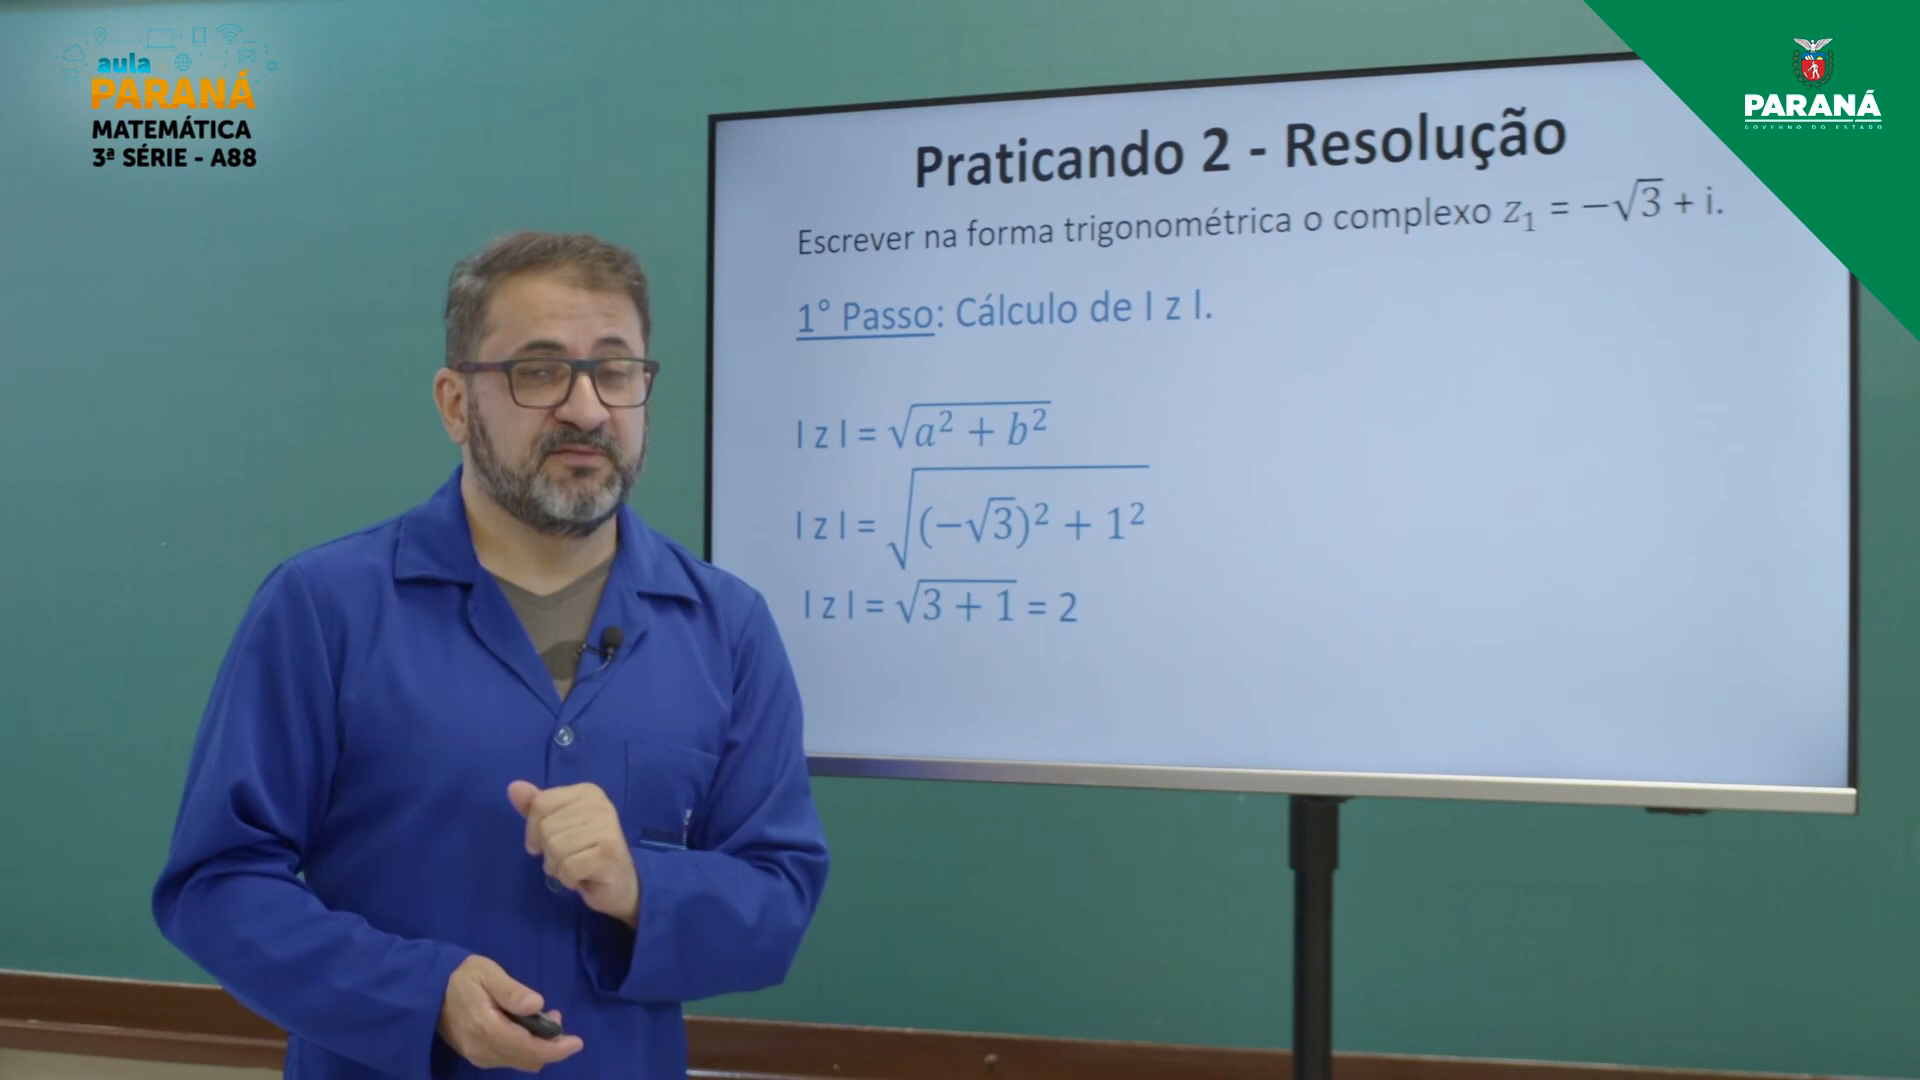 aula
PARANÁ
MATEMÁTICA
3ª SÉRIE - A88
PARANÁ
GOVERNO DO ESTADO
Praticando 2 - Resolução
Escrever na forma trigonométrica o complexo z₁ = −√3 + i.
1° Passo: Cálculo de l z l.
l z l = √(a² + b²)
l z l = √((−√3)² + 1²)
l z l = √(3 + 1) = 2